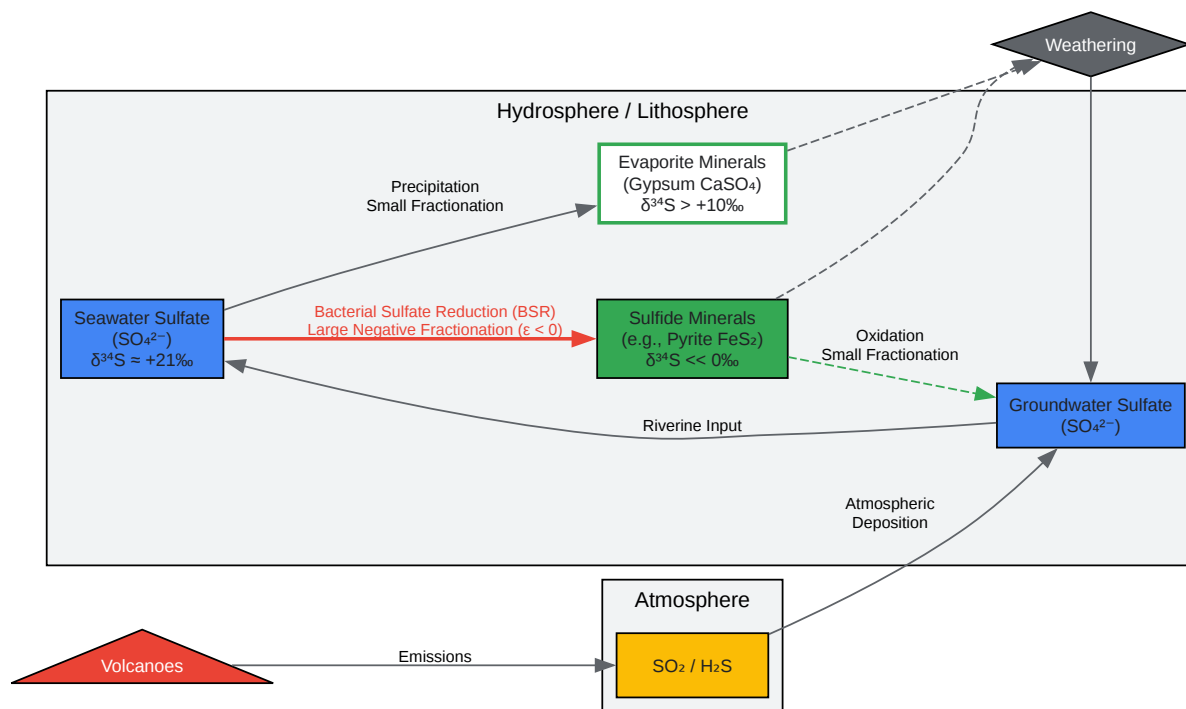 Weathering
Hydrosphere / Lithosphere
Evaporite Minerals
(Gypsum CaSO₄)
δ³⁴S > +10‰
Precipitation
Small Fractionation
Seawater Sulfate
(SO₄²⁻)
δ³⁴S ≈ +21‰
Bacterial Sulfate Reduction (BSR)
Large Negative Fractionation (ε < 0)
Sulfide Minerals
(e.g., Pyrite FeS₂)
δ³⁴S << 0‰
Oxidation
Small Fractionation
Groundwater Sulfate
(SO₄²⁻)
Riverine Input
Atmospheric
Deposition
Atmosphere
Volcanoes
Emissions
SO₂ / H₂S